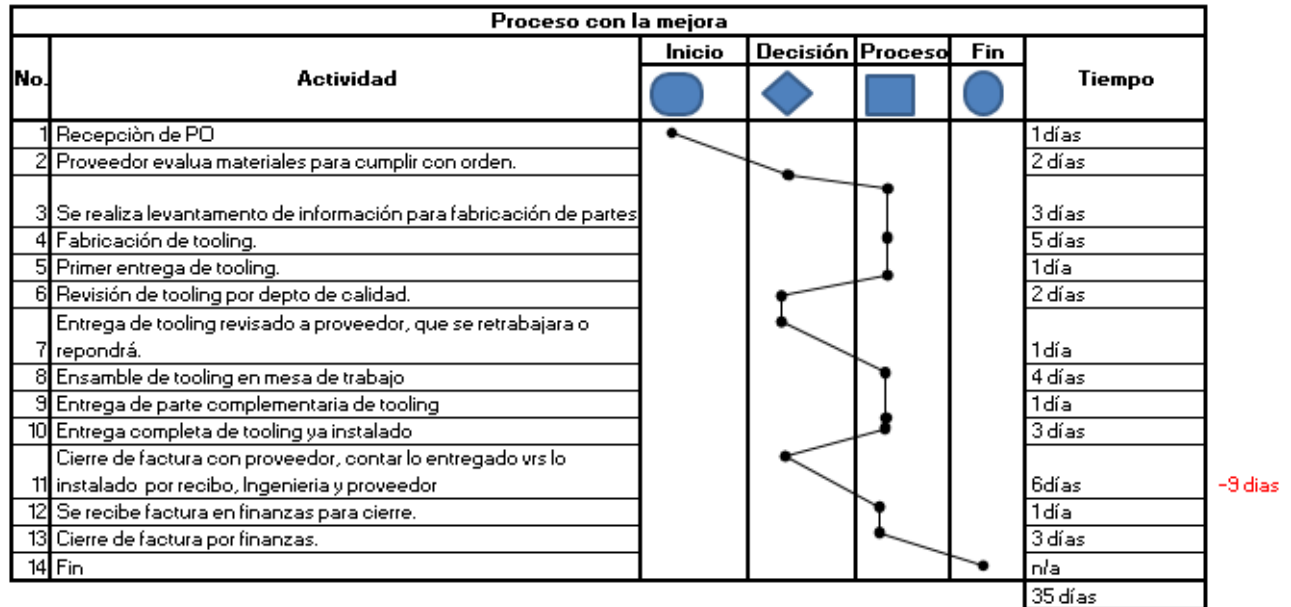 Proceso con la mejora
No. Actividad Inicio Decisión Proceso Fin Tiempo
1 Recepciòn de PO 1 días
2 Proveedor evalua materiales para cumplir con orden. 2 días
3 Se realiza levantamento de información para fabricación de partes 3 días
4 Fabricación de tooling. 5 días
5 Primer entrega de tooling. 1 día
6 Revisión de tooling por depto de calidad. 2 días
Entrega de tooling revisado a proveedor, que se retrabajara o
7 repondrá. 1 día
8 Ensamble de tooling en mesa de trabajo 4 días
9 Entrega de parte complementaria de tooling 1 día
10 Entrega completa de tooling ya instalado 3 días
Cierre de factura con proveedor, contar lo entregado vrs lo
11 instalado por recibo, Ingenieria y proveedor 6días -9 dias
12 Se recibe factura en finanzas para cierre. 1 día
13 Cierre de factura por finanzas. 3 días
14 Fin n/a
35 días